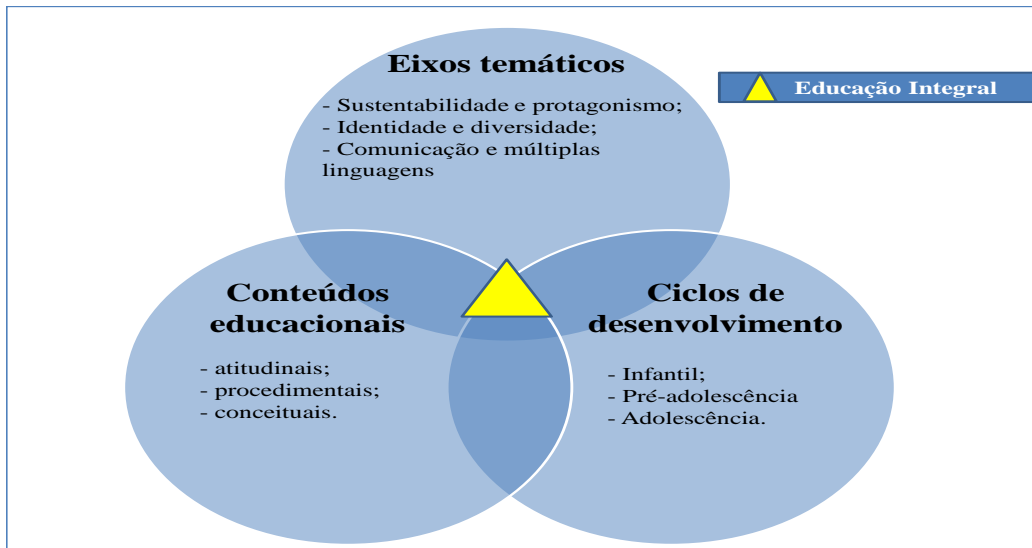 Eixos temáticos
- Sustentabilidade e protagonismo;
- Identidade e diversidade;
- Comunicação e múltiplas
linguagens
Educação Integral
Conteúdos
educacionais
- atitudinais;
- procedimentais;
- conceituais.
Ciclos de
desenvolvimento
- Infantil;
- Pré-adolescência
- Adolescência.